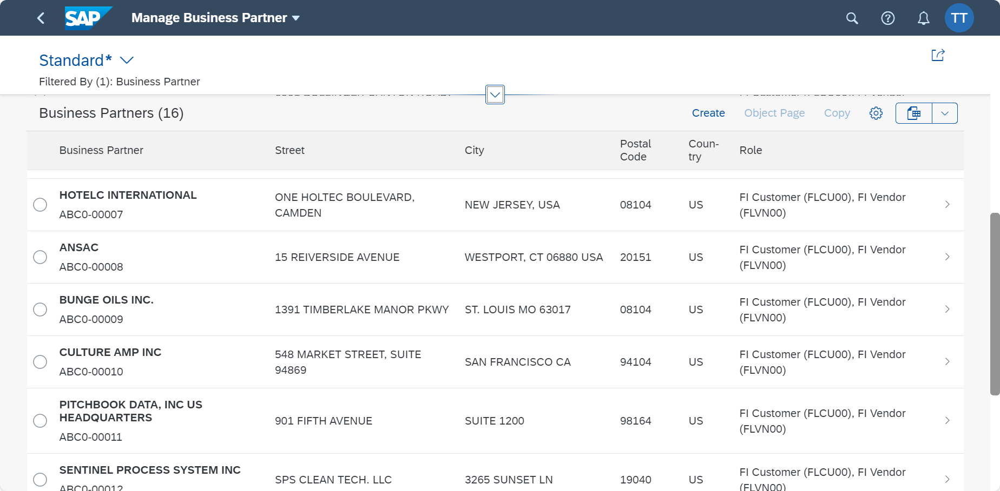 SAP
Manage Business Partner
TT
Standard*
Filtered By (1): Business Partner
Business Partners (16)
Create
Object Page
Copy
Business Partner
Street
City
Postal
Code
Coun-
try
Role
HOTELC INTERNATIONAL
ABC0-00007
ONE HOLTEC BOULEVARD,
CAMDEN
NEW JERSEY, USA
08104
US
FI Customer (FLCU00), FI Vendor
(FLVN00)
ANSAC
ABC0-00008
15 REIVERSIDE AVENUE
WESTPORT, CT 06880 USA
20151
US
FI Customer (FLCU00), FI Vendor
(FLVN00)
BUNGE OILS INC.
ABC0-00009
1391 TIMBERLAKE MANOR PKWY
ST. LOUIS MO 63017
08104
US
FI Customer (FLCU00), FI Vendor
(FLVN00)
CULTURE AMP INC
ABC0-00010
548 MARKET STREET, SUITE
94869
SAN FRANCISCO CA
94104
US
FI Customer (FLCU00), FI Vendor
(FLVN00)
PITCHBOOK DATA, INC US
HEADQUARTERS
ABC0-00011
901 FIFTH AVENUE
SUITE 1200
98164
US
FI Customer (FLCU00), FI Vendor
(FLVN00)
SENTINEL PROCESS SYSTEM INC
ABC0-00012
SPS CLEAN TECH. LLC
3265 SUNSET LN
19040
US
FI Customer (FLCU00), FI Vendor
(FLVN00)